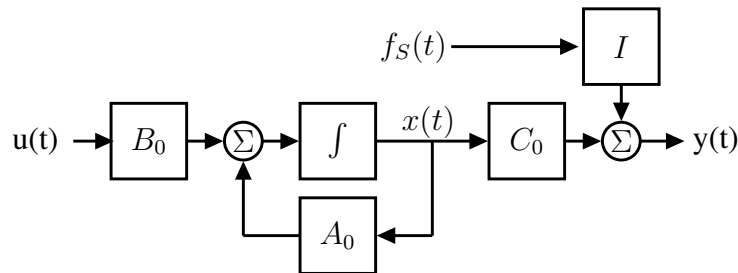 f_S(t)
I
u(t)
B_0
Σ
∫
x(t)
C_0
Σ
y(t)
A_0